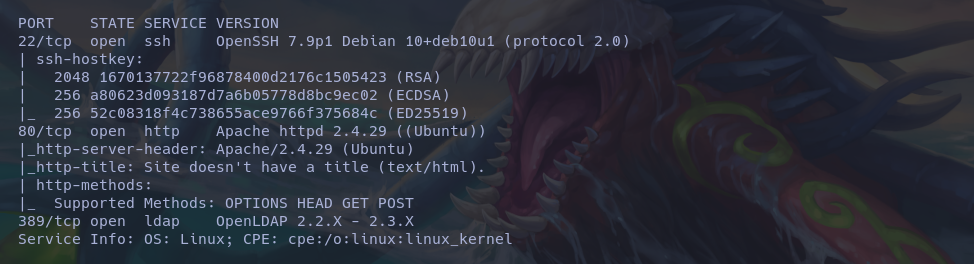 PORT    STATE SERVICE VERSION
22/tcp  open  ssh     OpenSSH 7.9p1 Debian 10+deb10u1 (protocol 2.0)
| ssh-hostkey:
|   2048 1670137722f96878400d2176c1505423 (RSA)
|   256 a80623d093187d7a6b05778d8bc9ec02 (ECDSA)
|_  256 52c08318f4c738655ace9766f375684c (ED25519)
80/tcp  open  http    Apache httpd 2.4.29 ((Ubuntu))
|_http-server-header: Apache/2.4.29 (Ubuntu)
|_http-title: Site doesn't have a title (text/html).
| http-methods:
|_  Supported Methods: OPTIONS HEAD GET POST
389/tcp open  ldap    OpenLDAP 2.2.X - 2.3.X
Service Info: OS: Linux; CPE: cpe:/o:linux:linux_kernel